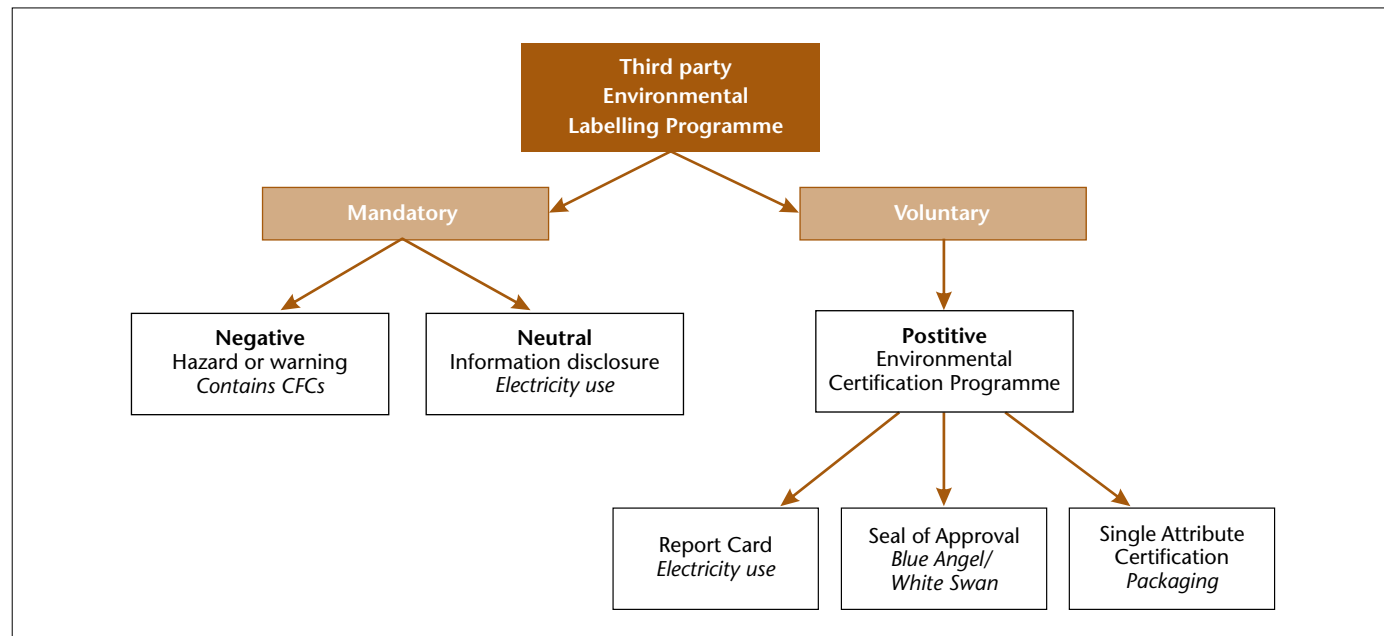 Third party
Environmental
Labelling Programme
Mandatory
Voluntary
Negative
Hazard or warning
Contains CFCs
Neutral
Information disclosure
Electricity use
Postitive
Environmental
Certification Programme
Report Card
Electricity use
Seal of Approval
Blue Angel/
White Swan
Single Attribute
Certification
Packaging